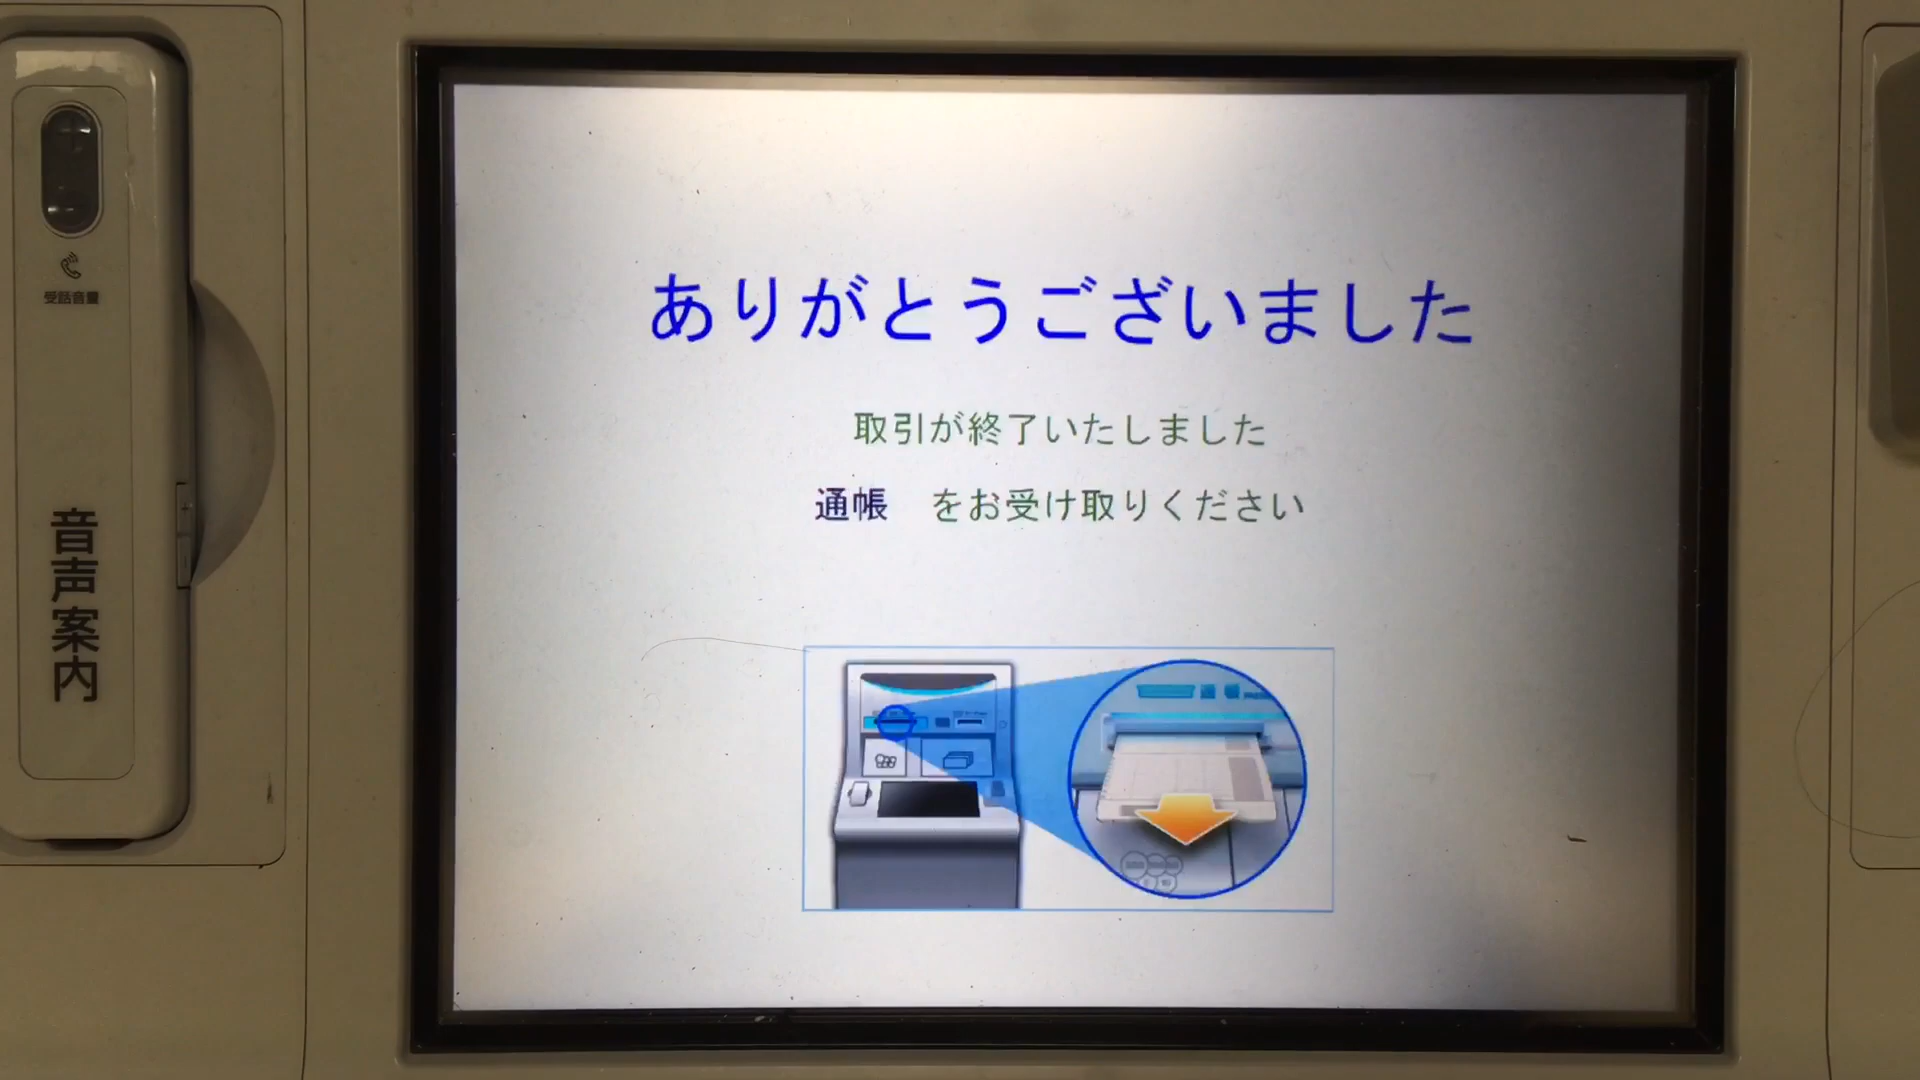 受話音量
音声案内
ありがとうございました
取引が終了いたしました
通帳　をお受け取りください